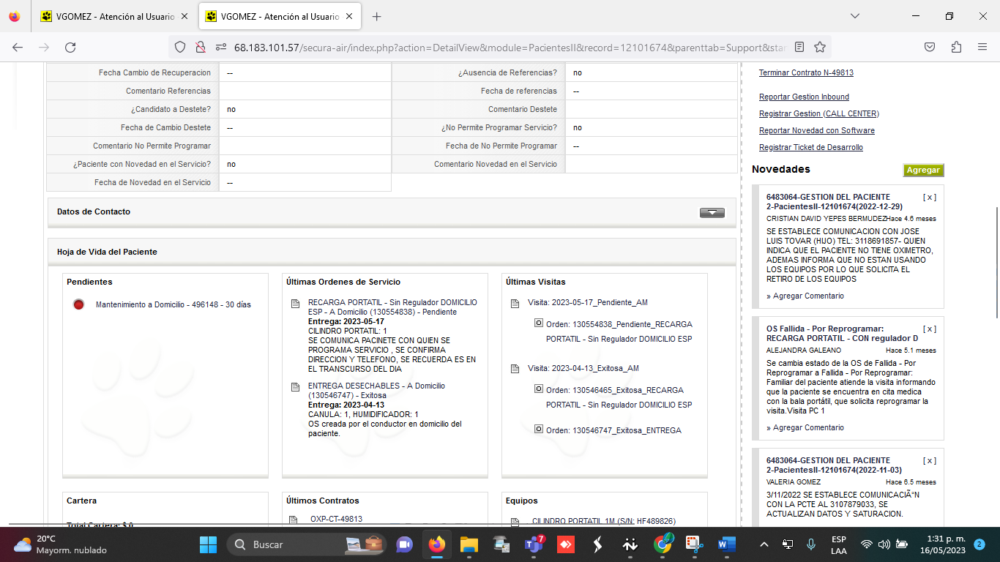 VGOMEZ - Atención al Usuario
VGOMEZ - Atención al Usuario
68.183.101.57/secura-air/index.php?action=DetailView&module=PacientesII&record=12101674&parenttab=Support&star
Fecha Cambio de Recuperacion --
¿Ausencia de Referencias? no
Comentario Referencias
Fecha de referencias --
¿Candidato a Destete? no
Comentario Destete
Fecha de Cambio Destete --
¿No Permite Programar Servicio? no
Comentario No Permite Programar
Fecha de No Permite Programar --
¿Paciente con Novedad en el Servicio? no
Comentario Novedad en el Servicio
Fecha de Novedad en el Servicio --
Datos de Contacto
Hoja de Vida del Paciente
Pendientes
Mantenimiento a Domicilio - 496148 - 30 días
Últimas Ordenes de Servicio
RECARGA PORTATIL - Sin Regulador DOMICILIO
ESP - A Domicilio (130554838) - Pendiente
Entrega: 2023-05-17
CILINDRO PORTATIL: 1
SE COMUNICA PACINETE CON QUIEN SE
PROGRAMA SERVICIO , SE CONFIRMA
DIRECCION Y TELEFONO, SE RECUERDA ES EN
EL TRANSCURSO DEL DIA
ENTREGA DESECHABLES - A Domicilio
(130546747) - Exitosa
Entrega: 2023-04-13
CANULA: 1, HUMIDIFICADOR: 1
OS creada por el conductor en domicilio del
paciente.
Últimas Visitas
Visita: 2023-05-17_Pendiente_AM
Orden: 130554838_Pendiente_RECARGA
PORTATIL - Sin Regulador DOMICILIO ESP
Visita: 2023-04-13_Exitosa_AM
Orden: 130546465_Exitosa_RECARGA
PORTATIL - Sin Regulador DOMICILIO ESP
Orden: 130546747_Exitosa_ENTREGA
Cartera
Total Cartera: $ 0
Últimos Contratos
OXP-CT-49813
Equipos
CILINDRO PORTATIL 1M (S/N: HF489826)
Terminar Contrato N-49813
Reportar Gestion Inbound
Registrar Gestion (CALL CENTER)
Reportar Novedad con Software
Registrar Ticket de Desarrollo
Novedades Agregar
6483064-GESTION DEL PACIENTE [ x ]
2-PacientesII-12101674(2022-12-29)
CRISTIAN DAVID YEPES BERMUDEZ Hace 4.6 meses
SE ESTABLECE COMUNICACION CON JOSE
LUIS TOVAR (HIJO) TEL: 3118691857- QUIEN
INDICA QUE EL PACIENTE NO TIENE OXIMETRO,
ADEMAS INFORMA QUE NO ESTAN USANDO
LOS EQUIPOS POR LO QUE SOLICITA EL
RETIRO DE LOS EQUIPOS
» Agregar Comentario
OS Fallida - Por Reprogramar: [ x ]
RECARGA PORTATIL - CON regulador D
ALEJANDRA GALEANO Hace 5.1 meses
Se cambia estado de la OS de Fallida - Por
Reprogramar a Fallida - Por Reprogramar:
Familiar del paciente atiende la visita informando
que la paciente se encuentra en cita medica
con la bala portátil, que solicita reprogramar la
visita.Visita PC 1
» Agregar Comentario
6483064-GESTION DEL PACIENTE [ x ]
2-PacientesII-12101674(2022-11-03)
VALERIA GOMEZ Hace 6.5 meses
3/11/2022 SE ESTABLECE COMUNICACIÃ“N
CON LA PCTE AL 3107879033, SE
ACTUALIZAN DATOS Y SATURACION.
20°C
Mayorm. nublado
Buscar
7
ESP
LAA
1:31 p. m.
16/05/2023
2